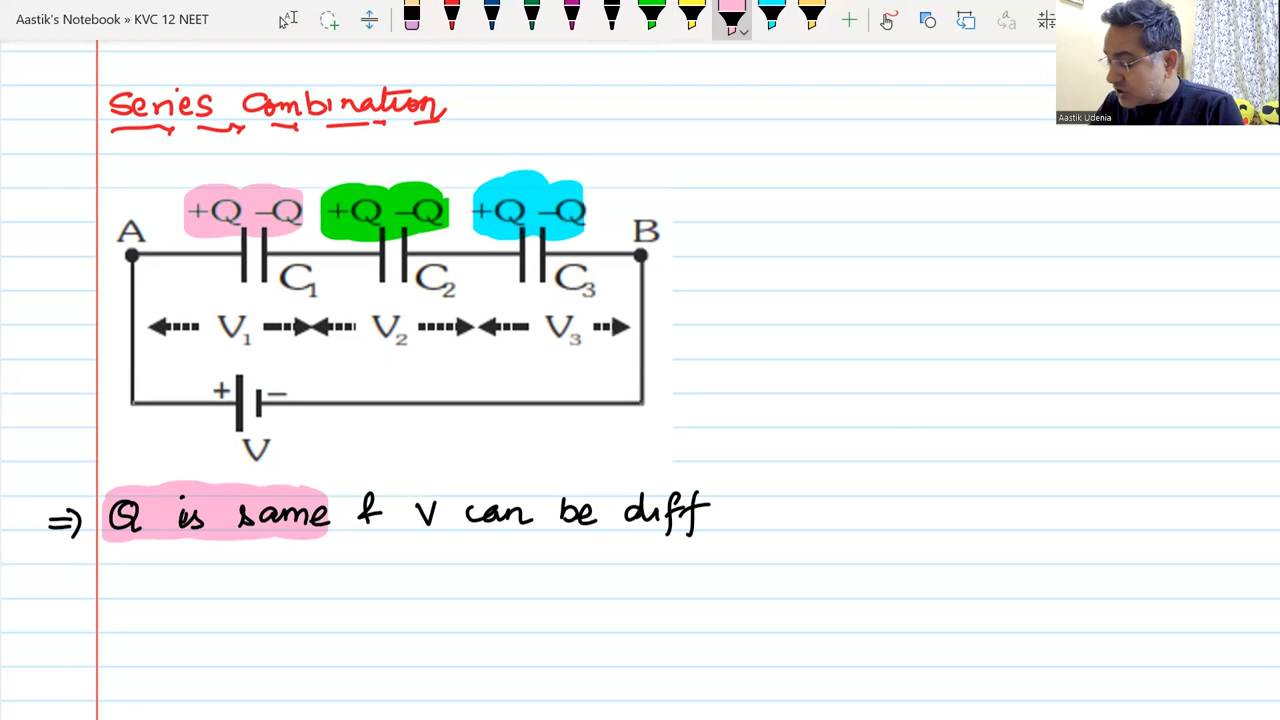 Aastik's Notebook » KVC 12 NEET
Aastik Udenia
Series Combination
+Q –Q +Q –Q +Q –Q
A B
C₁ C₂ C₃
V₁ V₂ V₃
+ –
V
⇒ Q is same & V can be diff